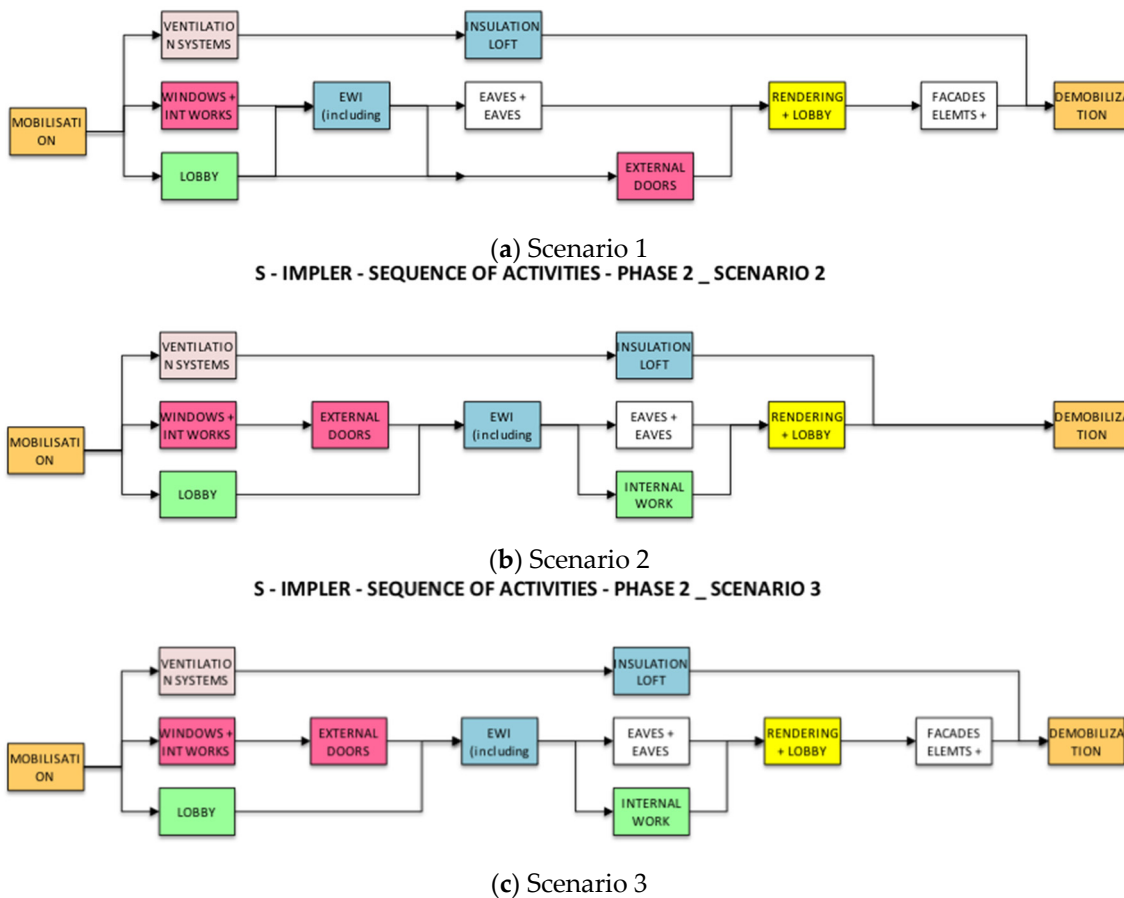 VENTILATIO
N SYSTEMS
INSULATION
LOFT
MOBILISATI
ON
WINDOWS +
INT WORKS
EWI
(including
EAVES +
EAVES
RENDERING
+ LOBBY
FACADES
ELEMTS +
DEMOBILIZA
TION
LOBBY
EXTERNAL
DOORS
(a) Scenario 1
S - IMPLER - SEQUENCE OF ACTIVITIES - PHASE 2 _ SCENARIO 2
VENTILATIO
N SYSTEMS
INSULATION
LOFT
MOBILISATI
ON
WINDOWS +
INT WORKS
EXTERNAL
DOORS
EWI
(including
EAVES +
EAVES
RENDERING
+ LOBBY
DEMOBILIZA
TION
LOBBY
INTERNAL
WORK
(b) Scenario 2
S - IMPLER - SEQUENCE OF ACTIVITIES - PHASE 2 _ SCENARIO 3
VENTILATIO
N SYSTEMS
INSULATION
LOFT
MOBILISATI
ON
WINDOWS +
INT WORKS
EXTERNAL
DOORS
EWI
(including
EAVES +
EAVES
RENDERING
+ LOBBY
FACADES
ELEMTS +
DEMOBILIZA
TION
LOBBY
INTERNAL
WORK
(c) Scenario 3